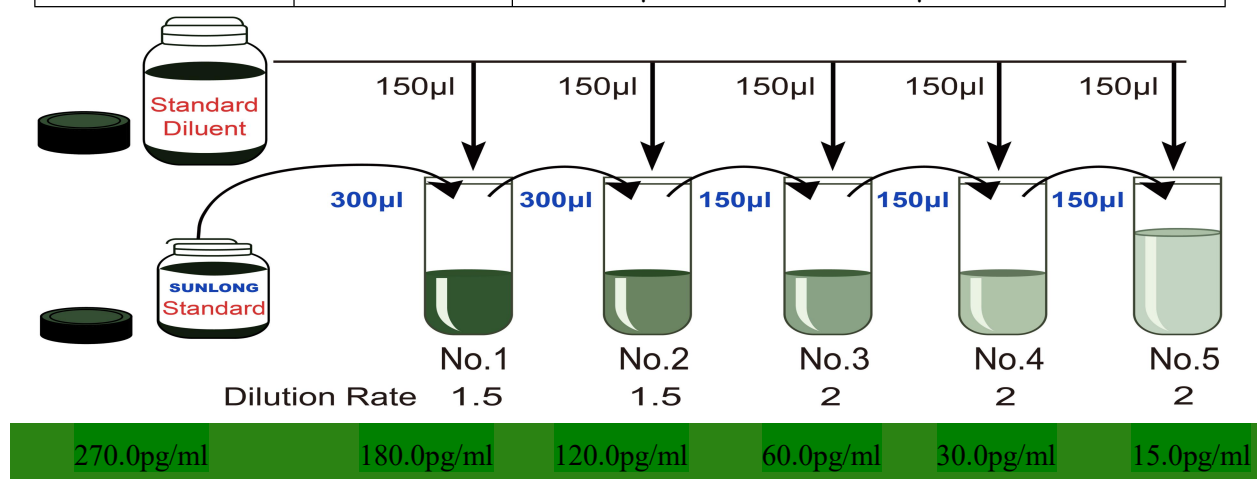 150µl 150µl 150µl 150µl 150µl
Standard
Diluent
300µl 300µl 150µl 150µl 150µl
SUNLONG
Standard
No.1 No.2 No.3 No.4 No.5
Dilution Rate 1.5 1.5 2 2 2
270.0pg/ml 180.0pg/ml 120.0pg/ml 60.0pg/ml 30.0pg/ml 15.0pg/ml